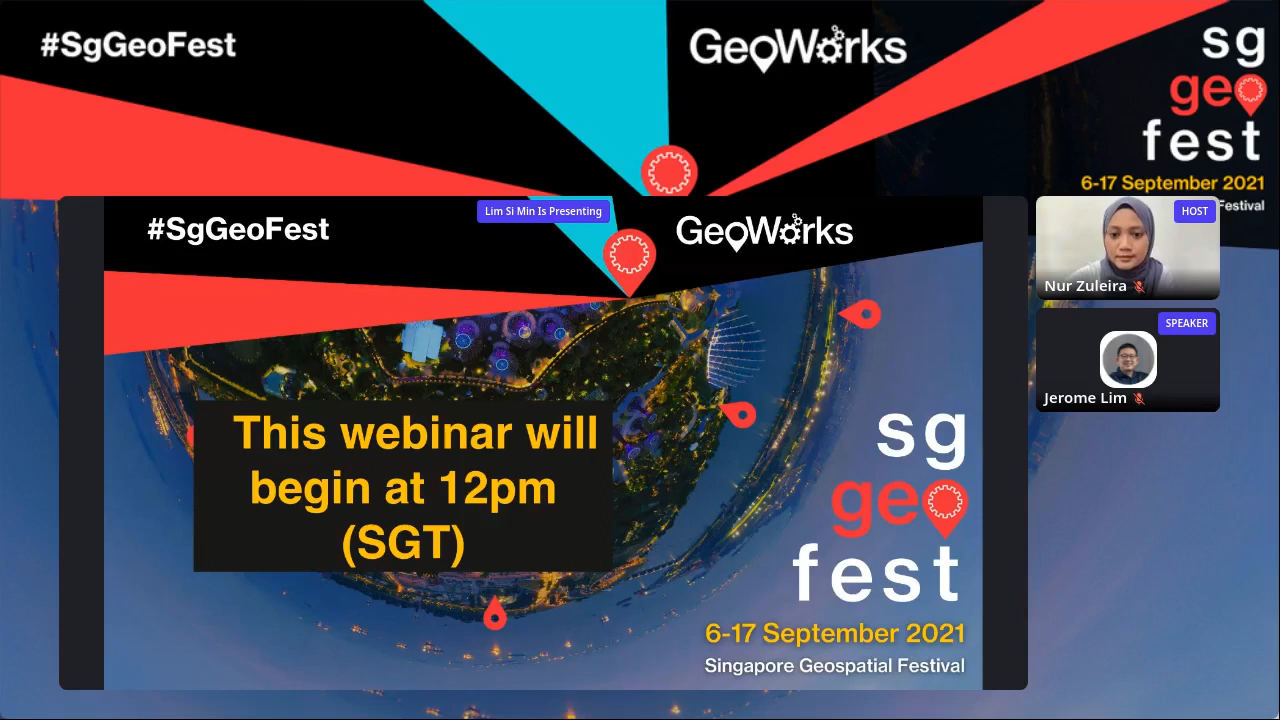 #SgGeoFest
GeoWorks
sg
geo
fest
6-17 September 2021
Festival
#SgGeoFest
Lim Si Min Is Presenting
GeoWorks
This webinar will
begin at 12pm
(SGT)
sg
geo
fest
6-17 September 2021
Singapore Geospatial Festival
HOST
Nur Zuleira
SPEAKER
Jerome Lim